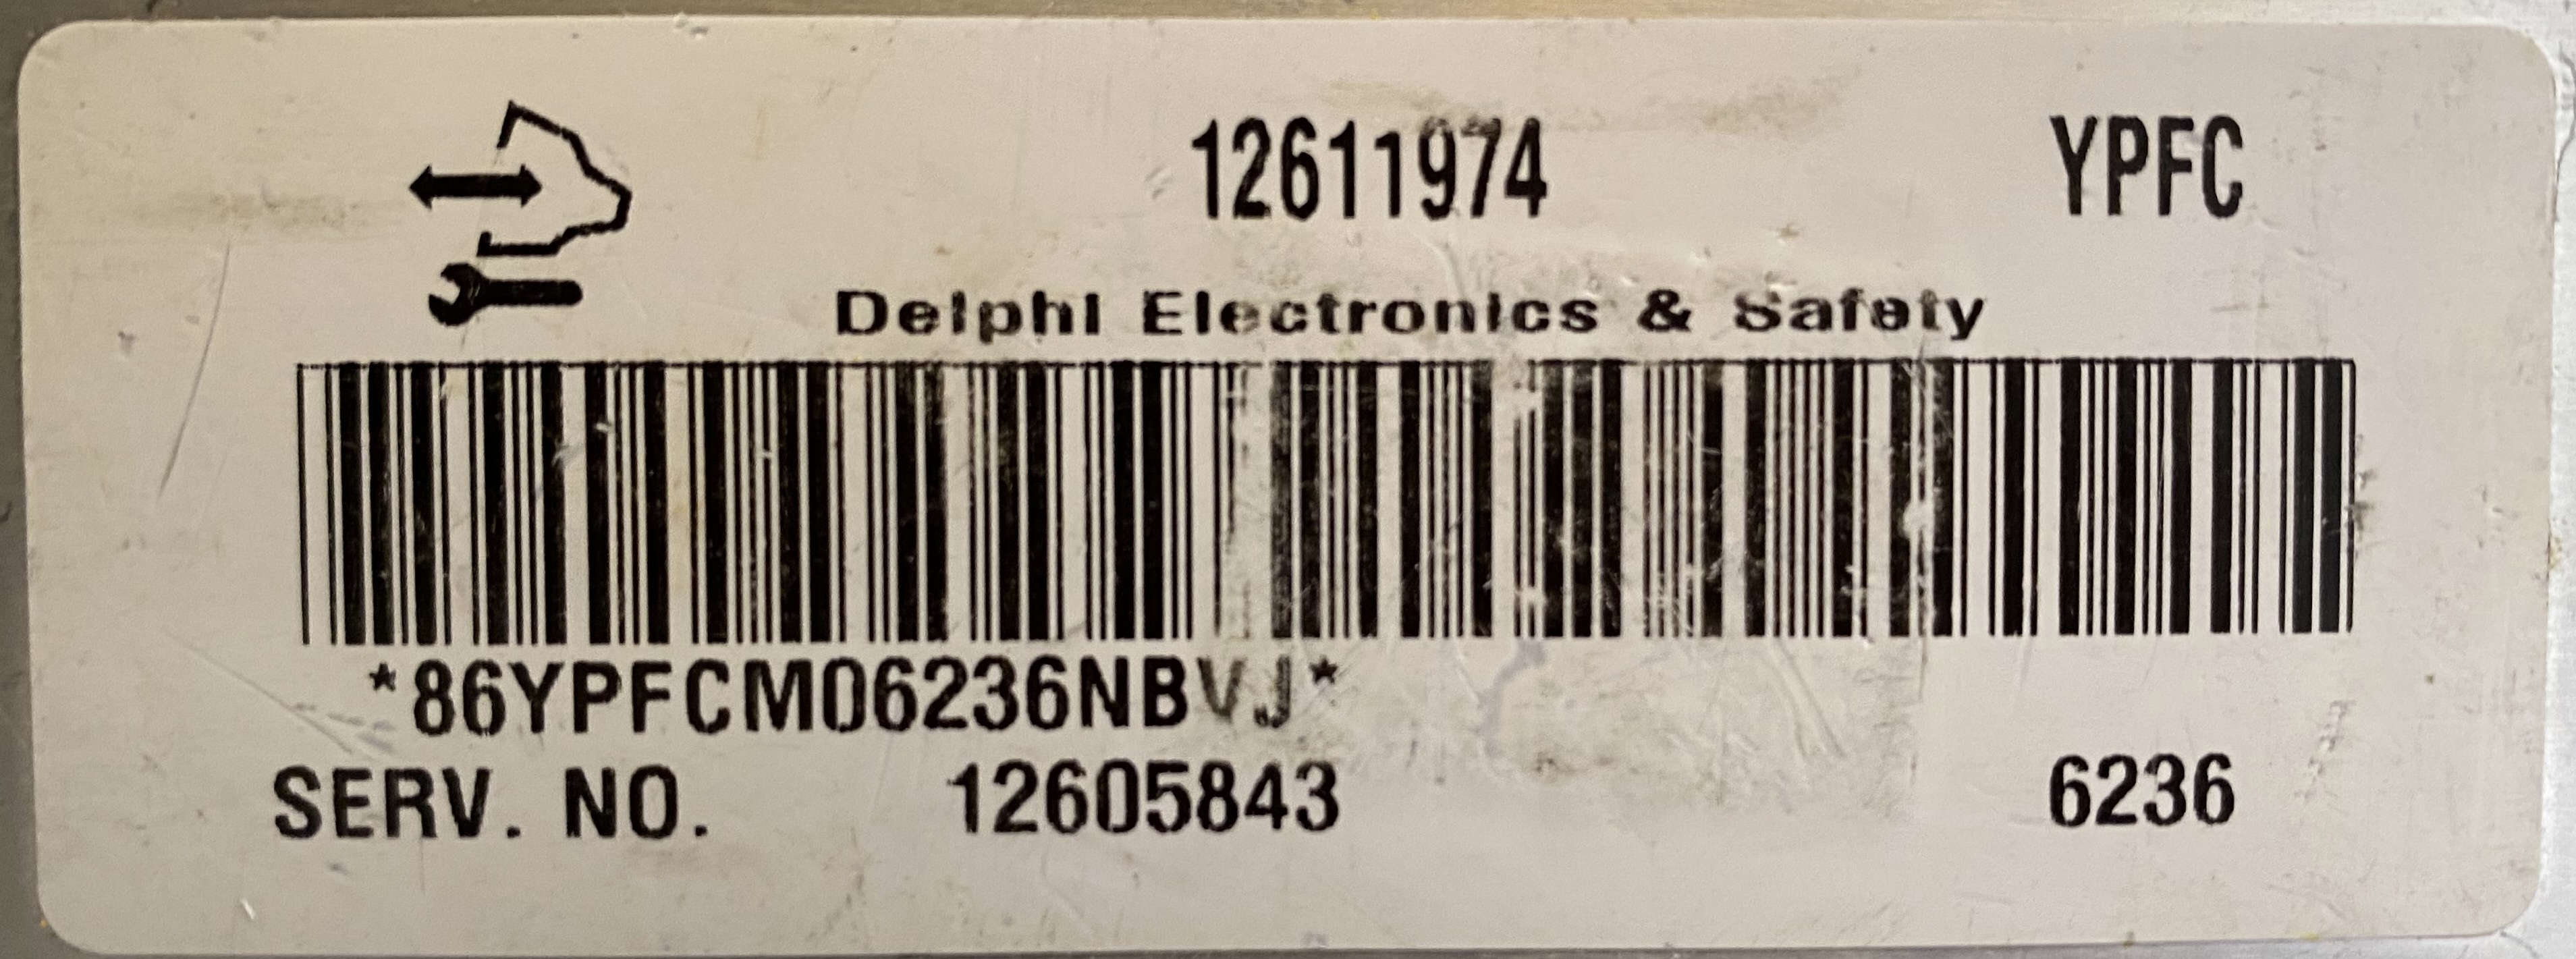 12611974 YPFC
Delphi Electronics & Safety
*86YPFCM06236NBVJ*
SERV. NO. 12605843 6236